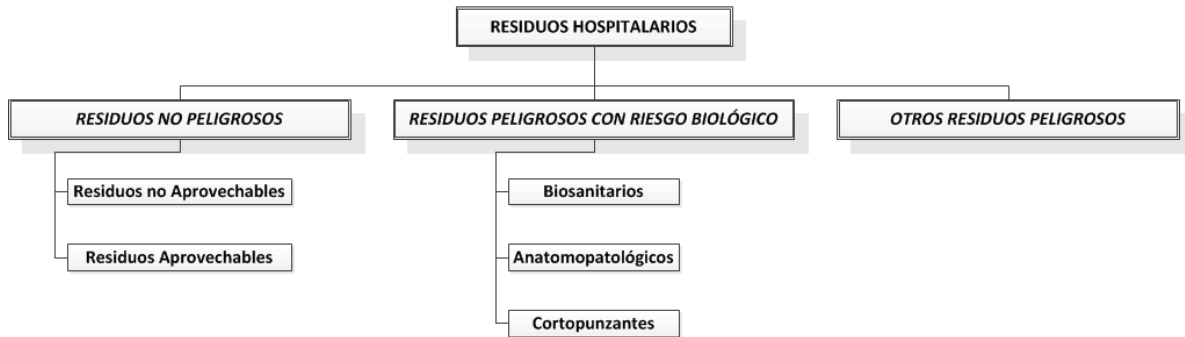 RESIDUOS HOSPITALARIOS
RESIDUOS NO PELIGROSOS
RESIDUOS PELIGROSOS CON RIESGO BIOLÓGICO
OTROS RESIDUOS PELIGROSOS
Residuos no Aprovechables
Residuos Aprovechables
Biosanitarios
Anatomopatológicos
Cortopunzantes